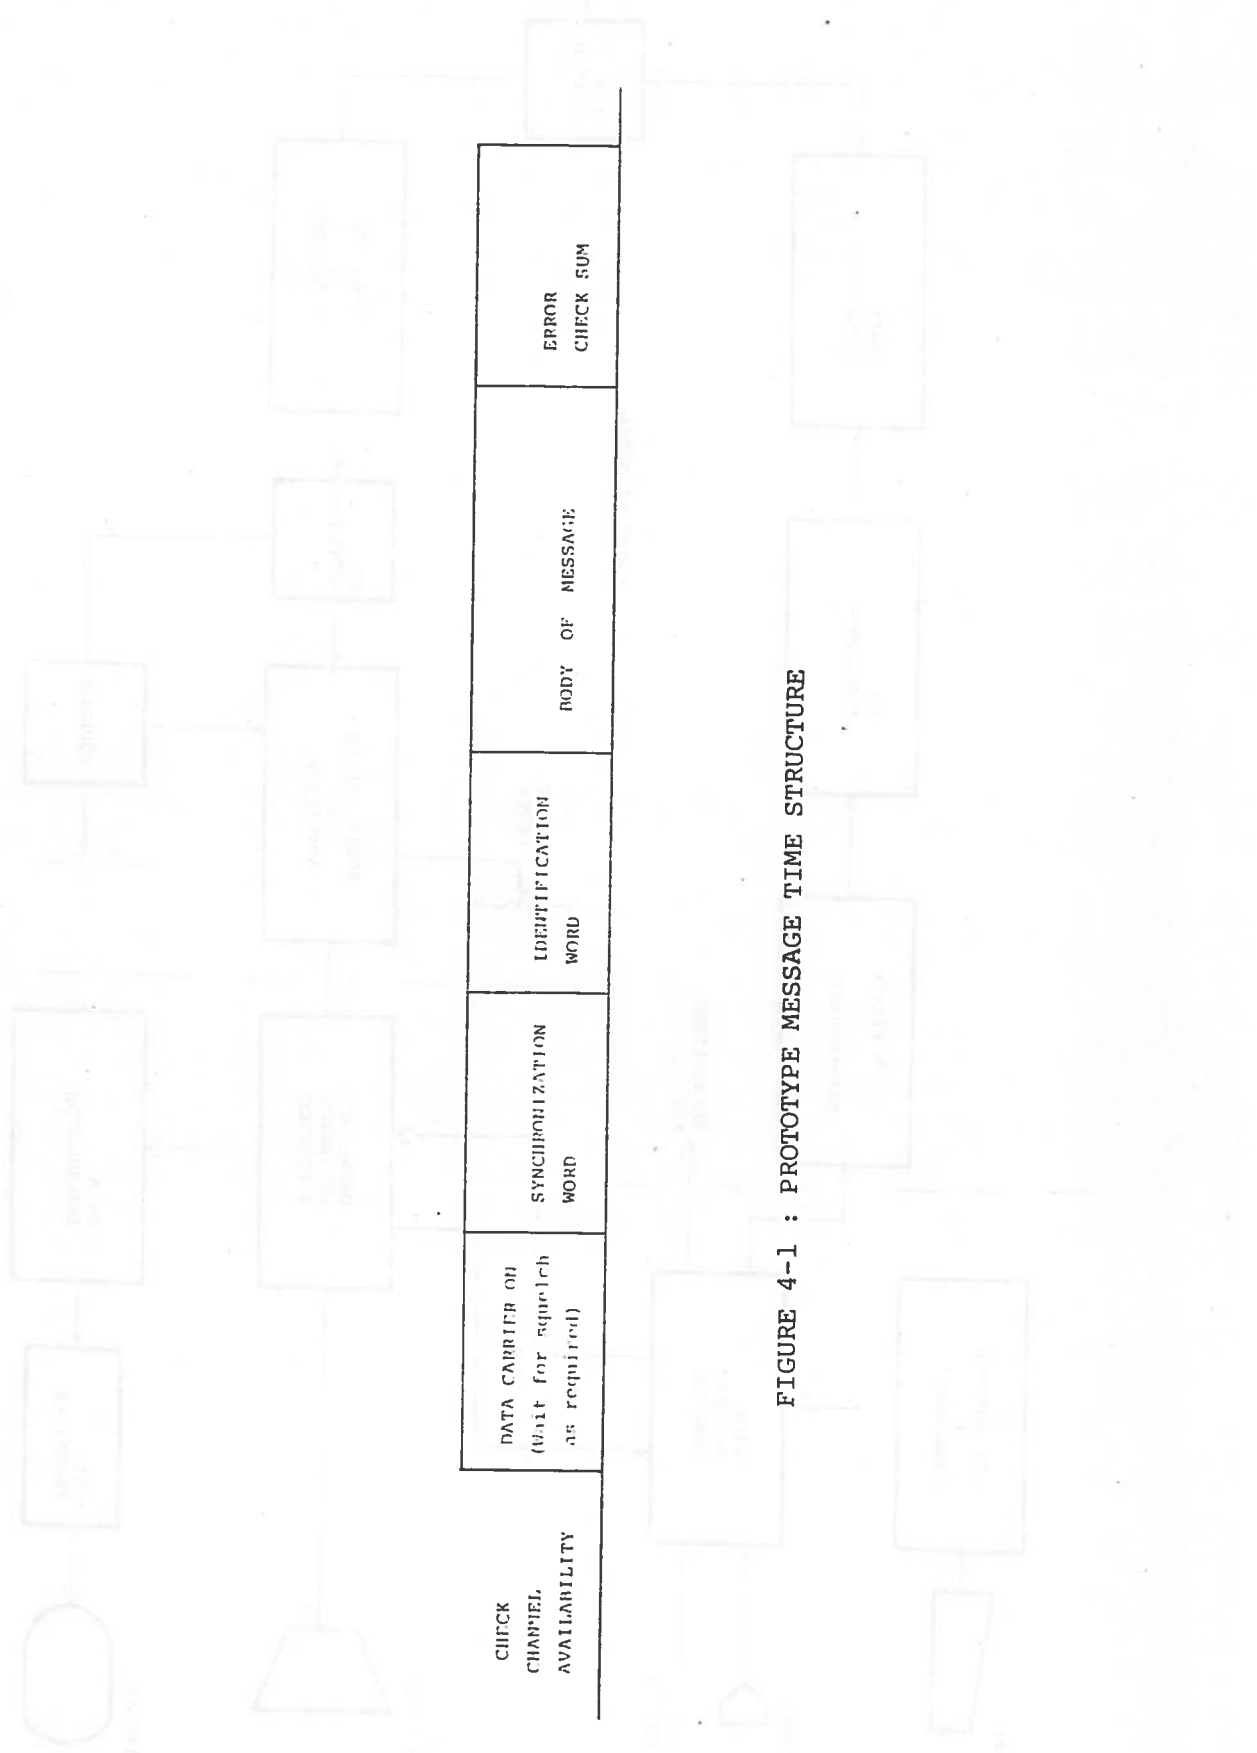 CHECK
CHANNEL
AVAILABILITY
DATA CARRIER ON
(Wait for squelch
as required)
SYNCHRONIZATION
WORD
IDENTIFICATION
WORD
BODY OF MESSAGE
ERROR
CHECK SUM
FIGURE 4-1 : PROTOTYPE MESSAGE TIME STRUCTURE